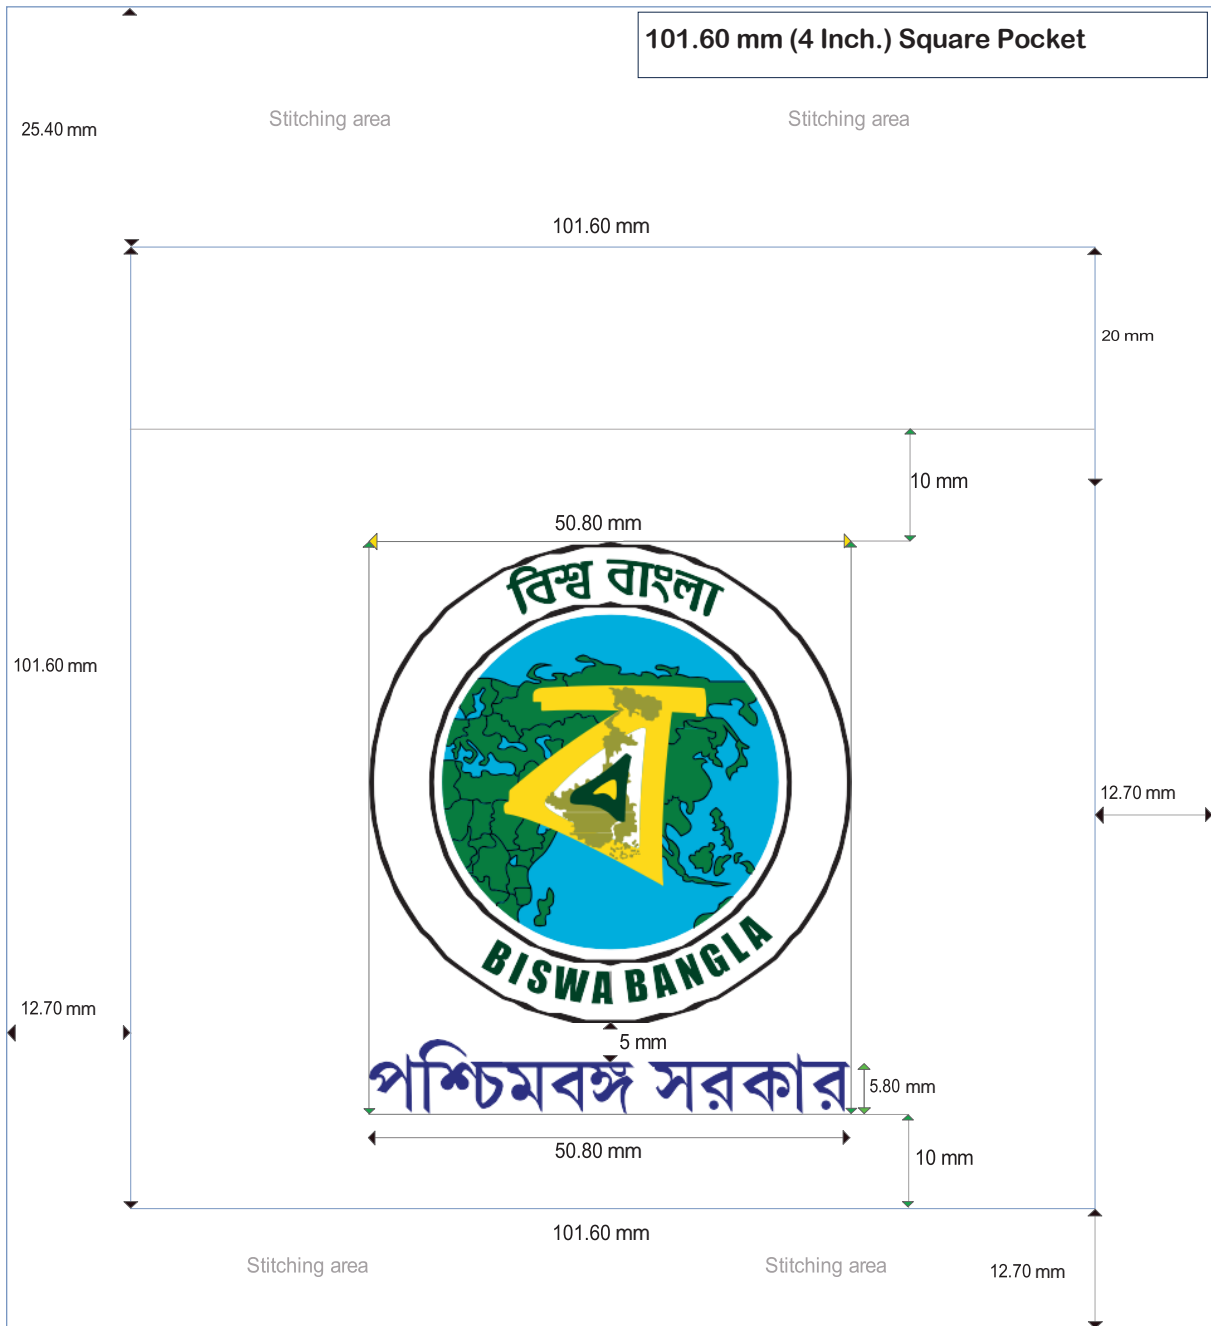 101.60 mm (4 Inch.) Square Pocket
Stitching area
Stitching area
25.40 mm
101.60 mm
20 mm
10 mm
50.80 mm
বিশ্ব বাংলা
101.60 mm
12.70 mm
BISWA BANGLA
12.70 mm
5 mm
পশ্চিমবঙ্গ সরকার
5.80 mm
50.80 mm
10 mm
101.60 mm
Stitching area
Stitching area
12.70 mm